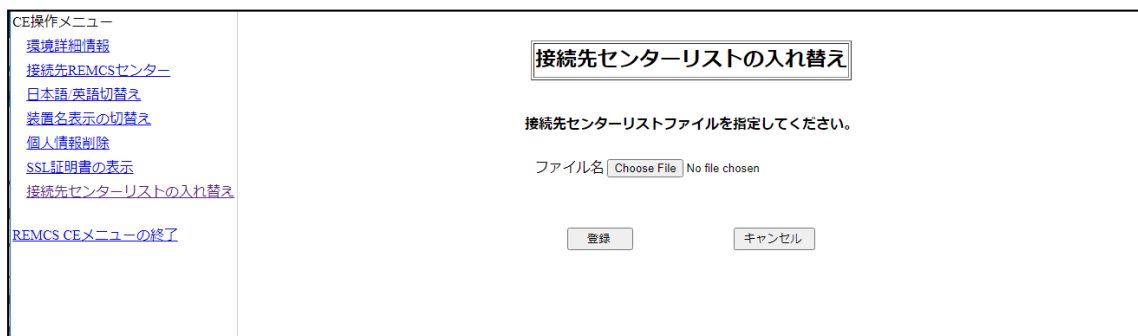 CE操作メニュー
環境詳細情報
接続先REMCSセンター
日本語/英語切替え
装置名表示の切替え
個人情報削除
SSL証明書の表示
接続先センターリストの入れ替え
REMCS CEメニューの終了
接続先センターリストの入れ替え
接続先センターリストファイルを指定してください。
ファイル名 Choose File No file chosen
登録 キャンセル